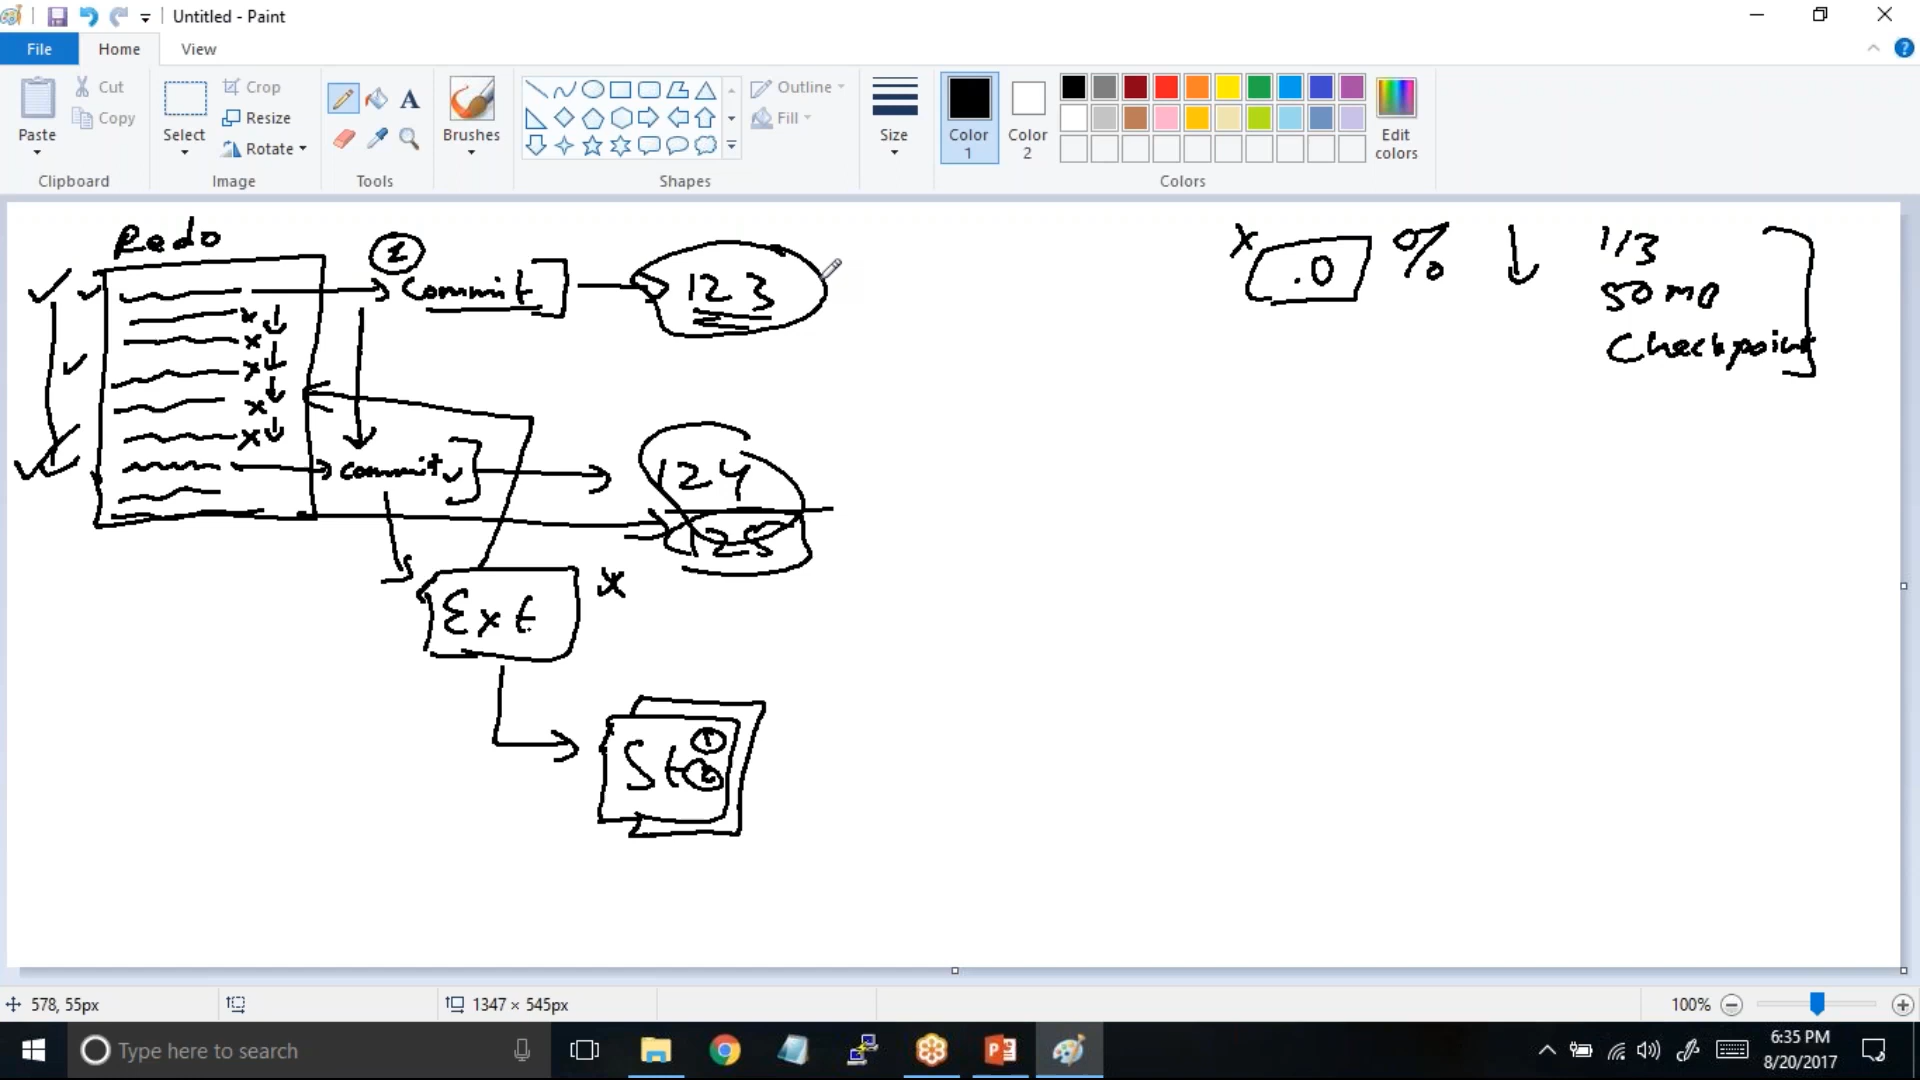 Untitled - Paint
File Home View
Paste
Cut
Copy
Clipboard
Select
Crop
Resize
Rotate
Image
Tools
Brushes
Shapes
Outline
Fill
Size
Color 1
Color 2
Edit colors
Colors
Redo
Commit
123
commit
124
125
Ext
x
St
1
2
x
.0 %
1/3
50 MB
Checkpoint
578, 55px
1347 × 545px
100%
Type here to search
6:35 PM
8/20/2017